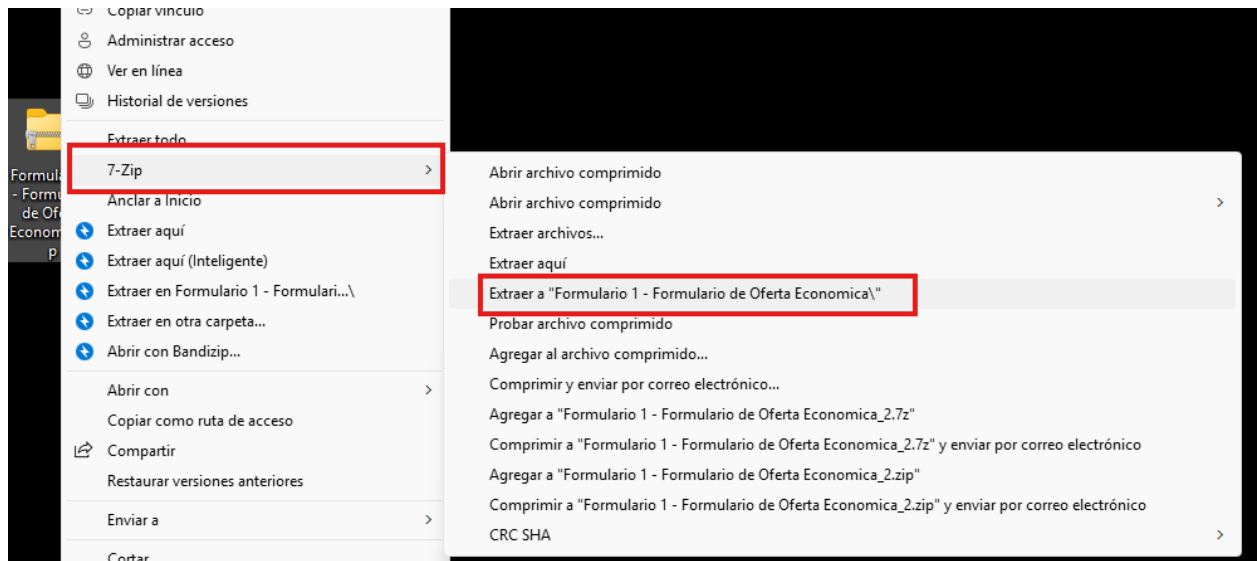 Copiar vínculo
Administrar acceso
Ver en línea
Historial de versiones
Extraer todo
7-Zip
Anclar a Inicio
Extraer aquí
Extraer aquí (Inteligente)
Extraer en Formulario 1 - Formulari...\
Extraer en otra carpeta...
Abrir con Bandizip...
Abrir con
Copiar como ruta de acceso
Compartir
Restaurar versiones anteriores
Enviar a
Cortar
Abrir archivo comprimido
Abrir archivo comprimido
Extraer archivos...
Extraer aquí
Extraer a "Formulario 1 - Formulario de Oferta Economica\"
Probar archivo comprimido
Agregar al archivo comprimido...
Comprimir y enviar por correo electrónico...
Agregar a "Formulario 1 - Formulario de Oferta Economica_2.7z"
Comprimir a "Formulario 1 - Formulario de Oferta Economica_2.7z" y enviar por correo electrónico
Agregar a "Formulario 1 - Formulario de Oferta Economica_2.zip"
Comprimir a "Formulario 1 - Formulario de Oferta Economica_2.zip" y enviar por correo electrónico
CRC SHA